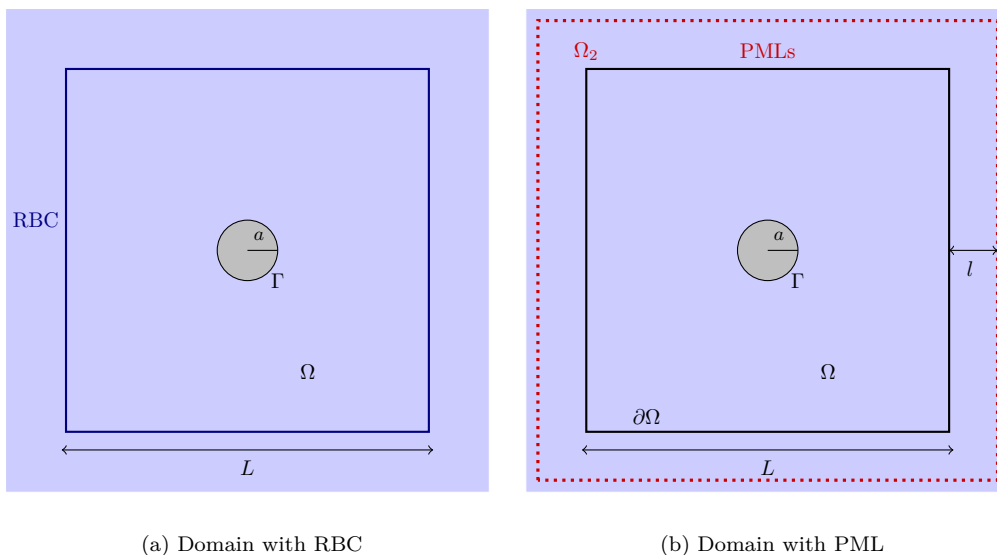 RBC
a
Γ
Ω
L
(a) Domain with RBC
Ω₂
PMLs
a
Γ
l
Ω
∂Ω
L
(b) Domain with PML